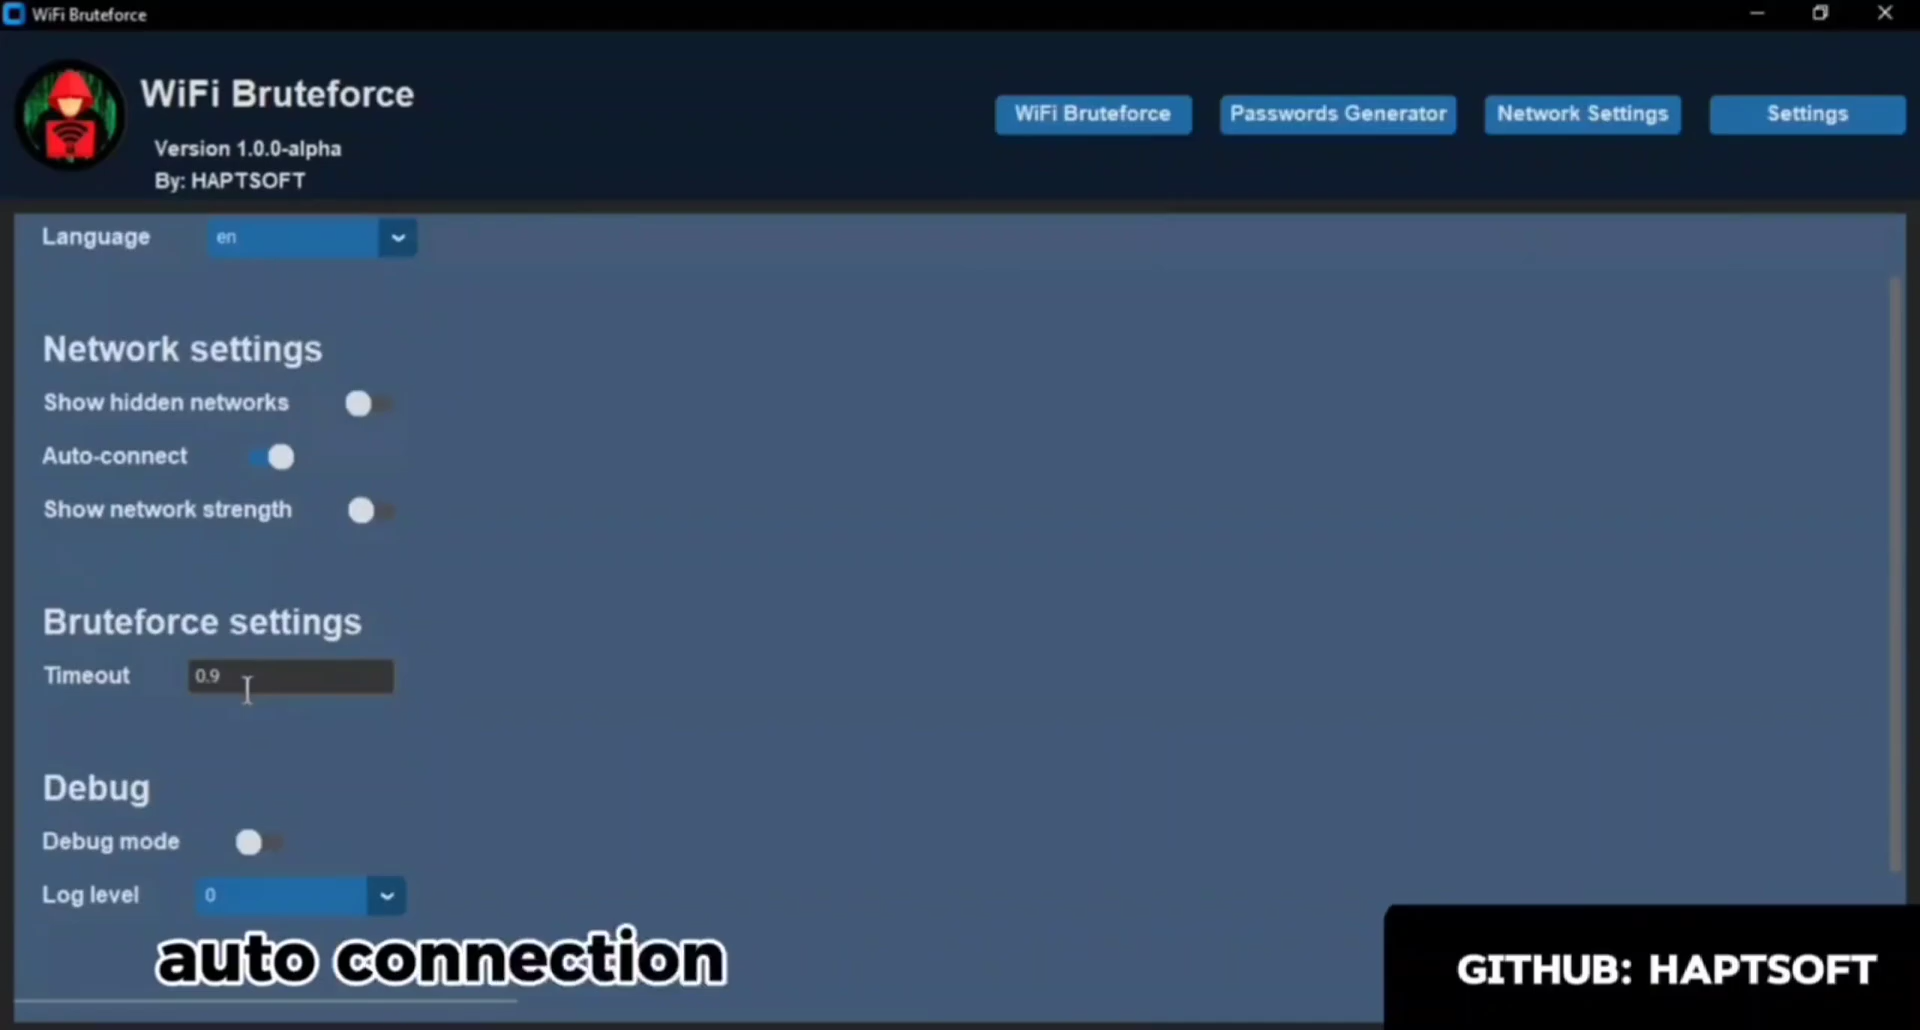 WiFi Bruteforce
WiFi Bruteforce
Version 1.0.0-alpha
By: HAPTSOFT
WiFi Bruteforce
Passwords Generator
Network Settings
Settings
Language
en
Network settings
Show hidden networks
Auto-connect
Show network strength
Bruteforce settings
Timeout
0.9
Debug
Debug mode
Log level
0
auto connection
GITHUB: HAPTSOFT